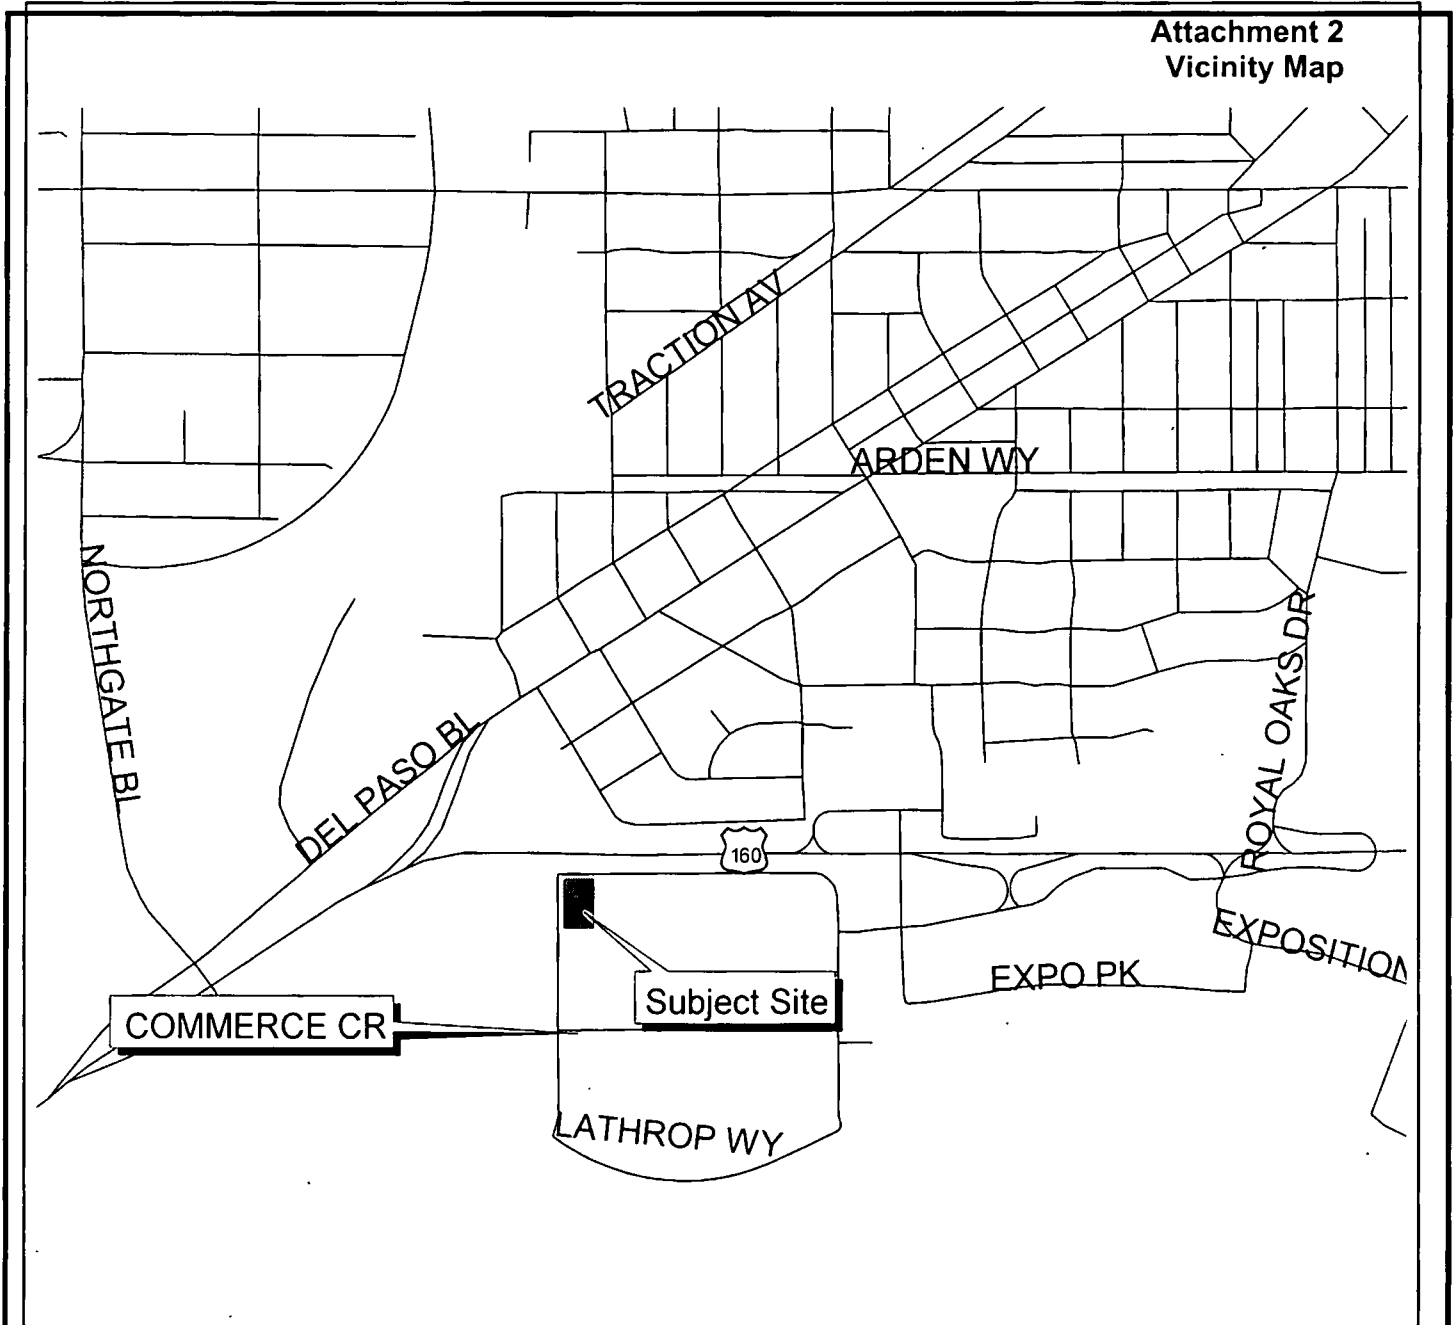 Attachment 2
Vicinity Map
TRACTION AV
ARDEN WY
NORTHGATE BL
ROYAL OAKS DR
DEL PASO BL
160
EXPOSITION
EXPO PK
Subject Site
COMMERCE CR
LATHROP WY